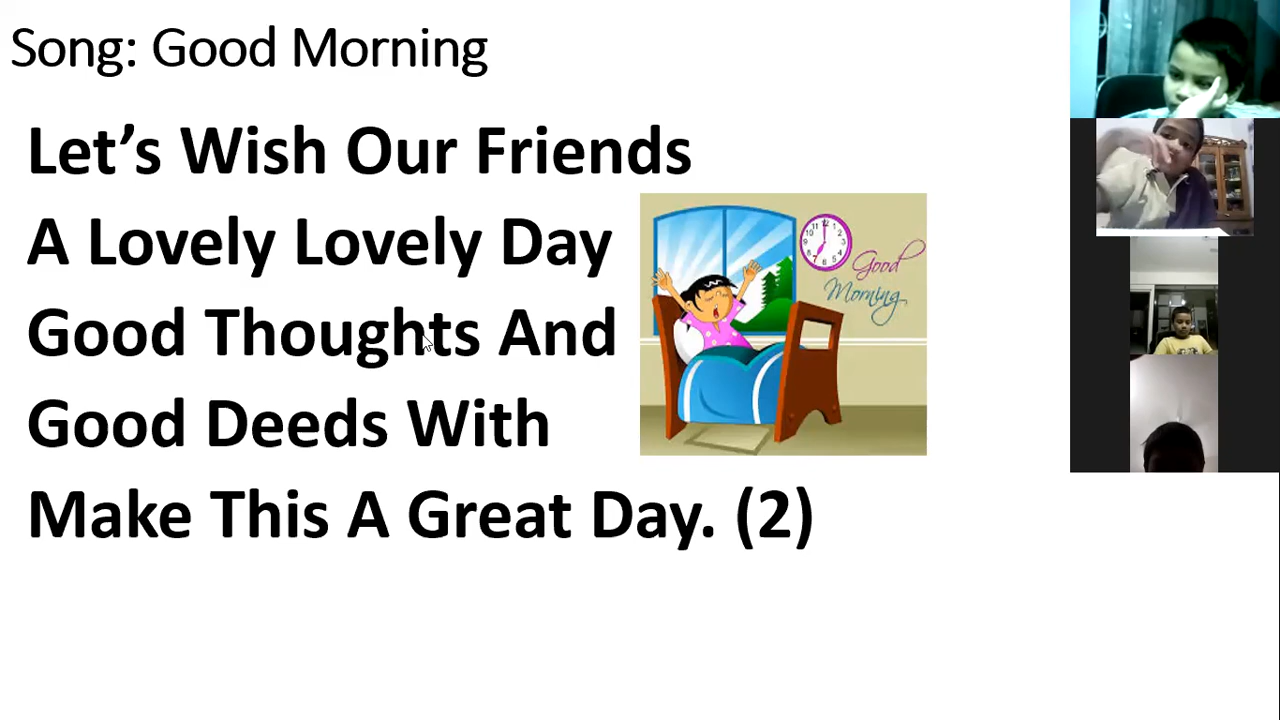 Song: Good Morning
Let’s Wish Our Friends
A Lovely Lovely Day
Good Thoughts And
Good Deeds With
Make This A Great Day. (2)
Good
Morning